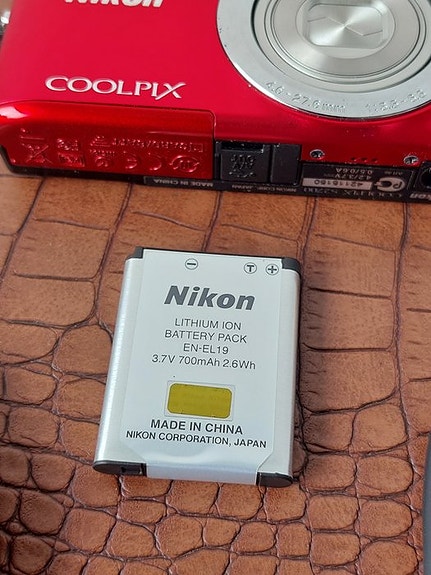 Nikon
COOLPIX
MADE IN CHINA
42115150
⊖ Ⓣ ⊕
Nikon
LITHIUM ION
BATTERY PACK
EN-EL19
3.7V 700mAh 2.6Wh
MADE IN CHINA
NIKON CORPORATION, JAPAN